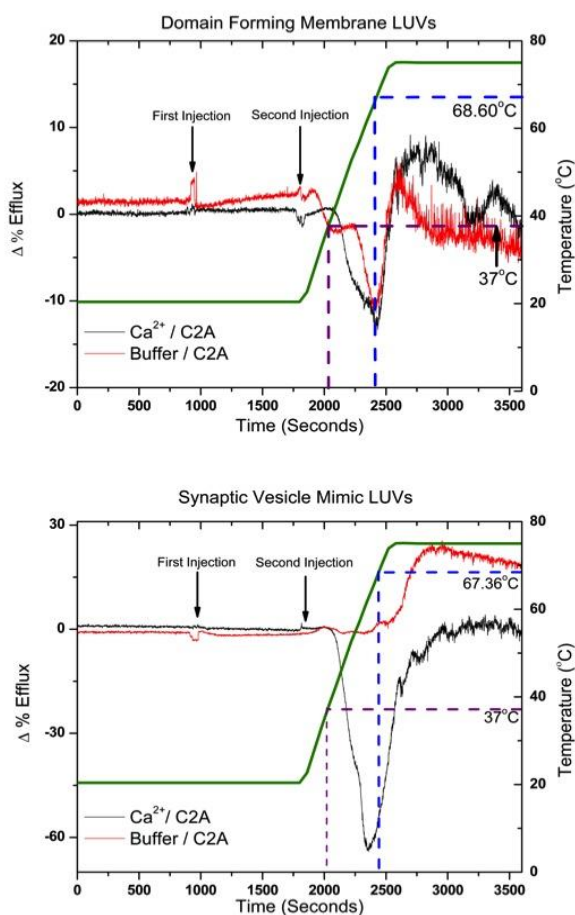 Domain Forming Membrane LUVs
20
10
0
-10
-20
Δ % Efflux
80
60
40
20
0
Temperature (°C)
First Injection
Second Injection
68.60°C
37°C
Ca²⁺ / C2A
Buffer / C2A
0 500 1000 1500 2000 2500 3000 3500
Time (Seconds)
Synaptic Vesicle Mimic LUVs
30
0
-30
-60
Δ % Efflux
80
60
40
20
0
Temperature (°C)
First Injection
Second Injection
67.36°C
37°C
Ca²⁺/ C2A
Buffer / C2A
0 500 1000 1500 2000 2500 3000 3500
Time (Seconds)